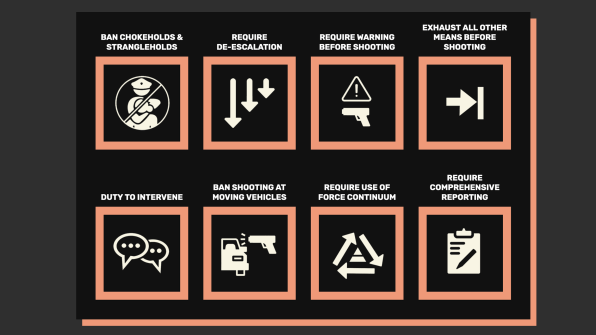 BAN CHOKEHOLDS &
STRANGLEHOLDS
REQUIRE
DE-ESCALATION
REQUIRE WARNING
BEFORE SHOOTING
EXHAUST ALL OTHER
MEANS BEFORE
SHOOTING
DUTY TO INTERVENE
BAN SHOOTING AT
MOVING VEHICLES
REQUIRE USE OF
FORCE CONTINUUM
REQUIRE
COMPREHENSIVE
REPORTING